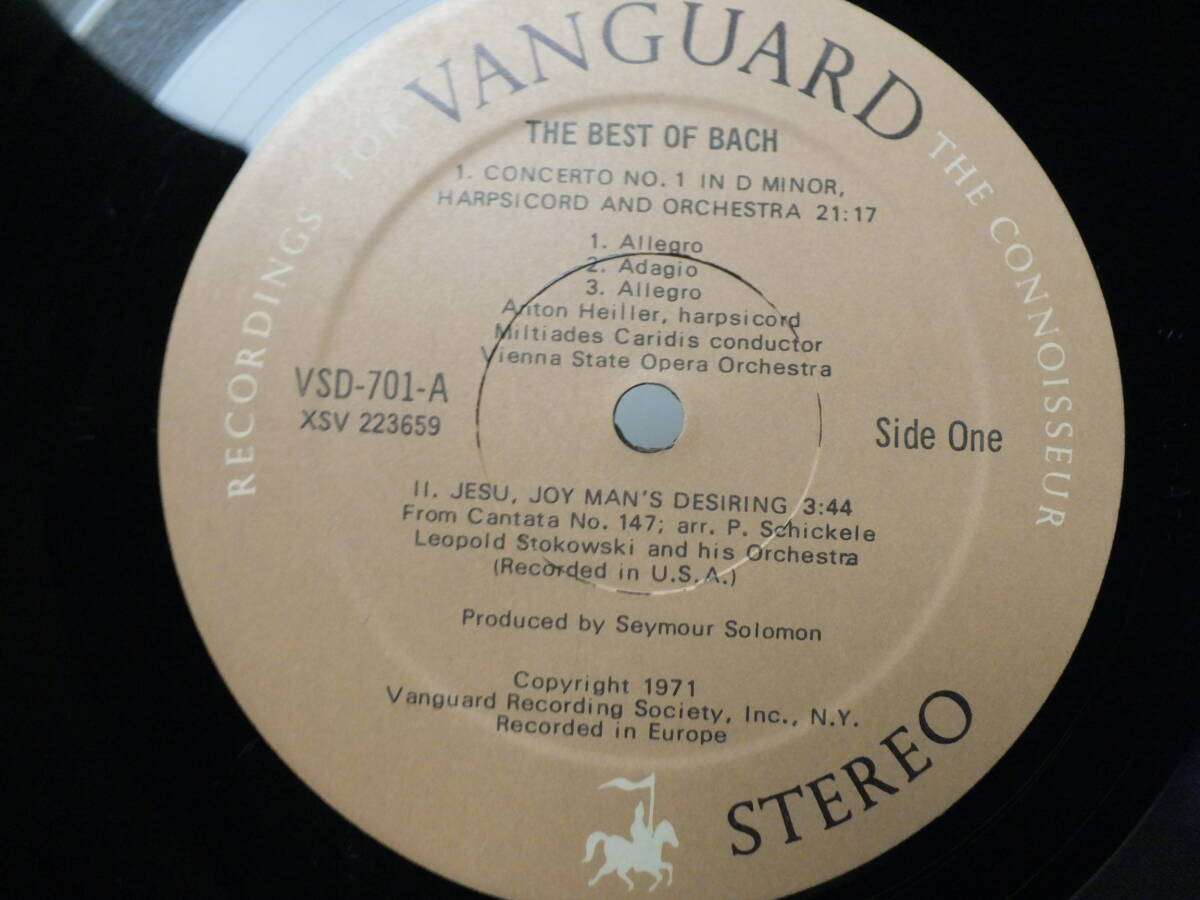 RECORDINGS FOR VANGUARD THE CONNOISSEUR
THE BEST OF BACH
1. CONCERTO NO. 1 IN D MINOR,
HARPSICORD AND ORCHESTRA 21:17
1. Allegro
2. Adagio
3. Allegro
Anton Heiller, harpsicord
Miltiades Caridis conductor
Vienna State Opera Orchestra
VSD-701-A
XSV 223659
Side One
II. JESU, JOY MAN'S DESIRING 3:44
From Cantata No. 147; arr. P. Schickele
Leopold Stokowski and his Orchestra
(Recorded in U.S.A.)
Produced by Seymour Solomon
Copyright 1971
Vanguard Recording Society, Inc., N.Y.
Recorded in Europe
STEREO